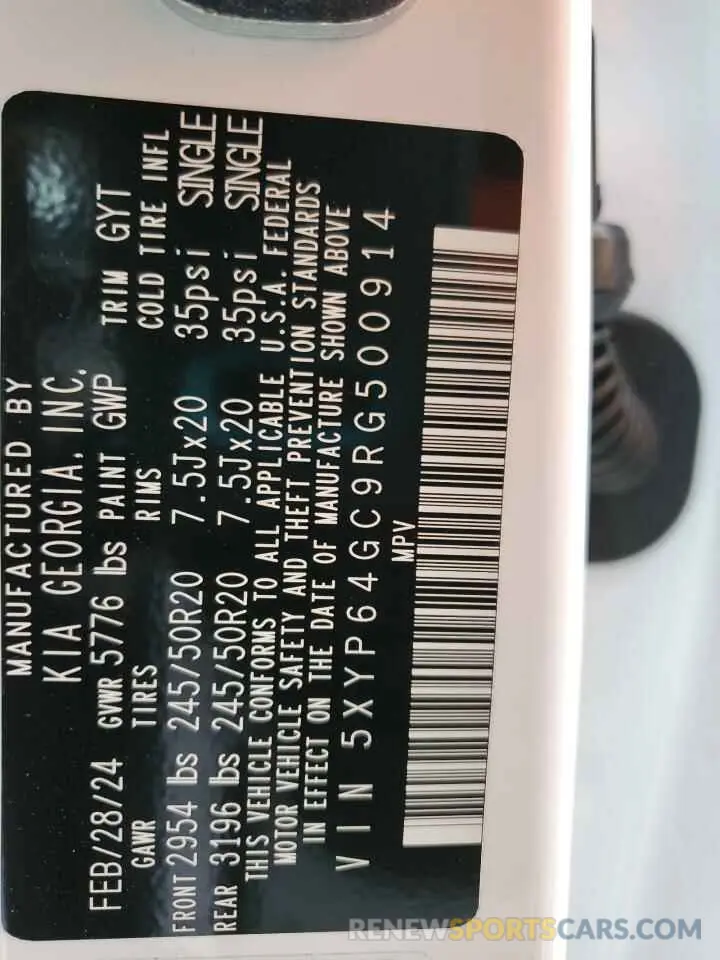 MANUFACTURED BY
KIA GEORGIA, INC.
FEB/28/24 GVWR 5776 lbs PAINT GWP TRIM GYT
GAWR TIRES RIMS COLD TIRE INFL
FRONT 2954 lbs 245/50R20 7.5Jx20 35psi SINGLE
REAR 3196 lbs 245/50R20 7.5Jx20 35psi SINGLE
THIS VEHICLE CONFORMS TO ALL APPLICABLE U.S.A. FEDERAL
MOTOR VEHICLE SAFETY AND THEFT PREVENTION STANDARDS
IN EFFECT ON THE DATE OF MANUFACTURE SHOWN ABOVE
VIN 5XYP64GC9RG500914
MPV
RENEWSPORTSCARS.COM